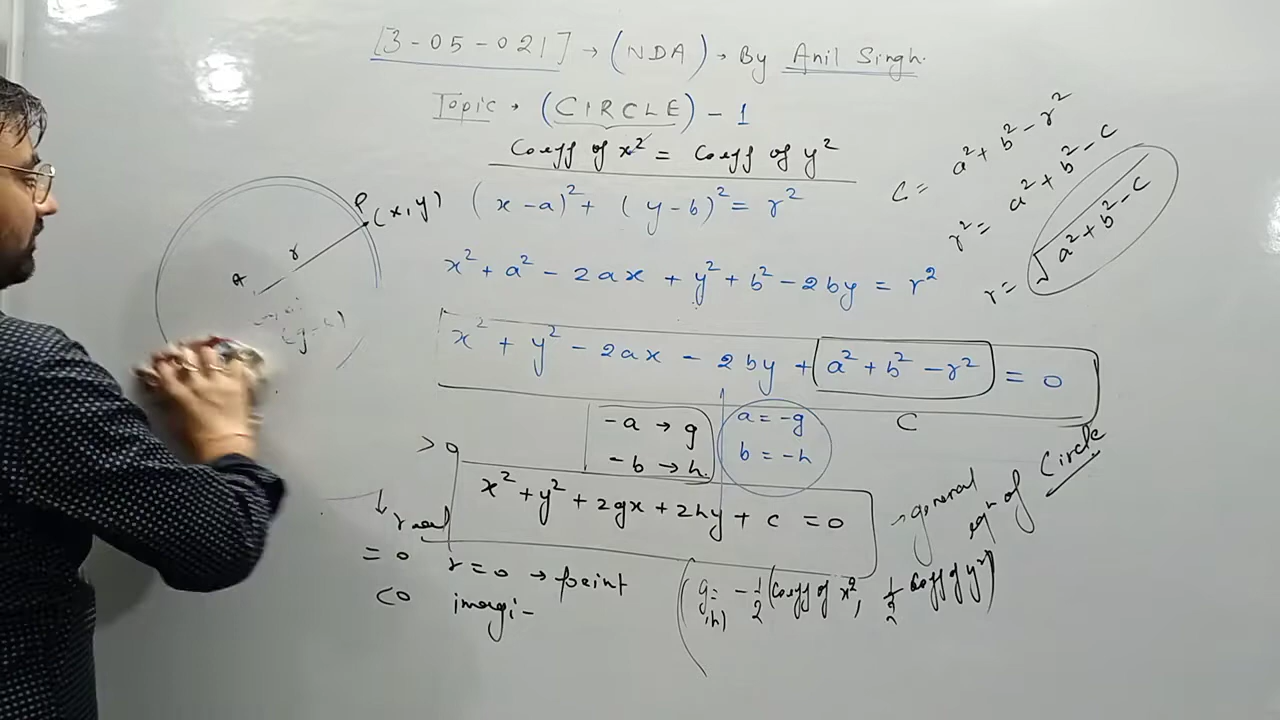 [3-05-021] → (NDA) → By Anil Singh.
Topic → (CIRCLE) - 1
Coeff of x² = Coeff of y²
(x-a)² + (y-b)² = r²
x² + a² - 2ax + y² + b² - 2by = r²
x² + y² - 2ax - 2by + a² + b² - r² = 0
C
-a → g
-b → h
a = -g
b = -h
x² + y² + 2gx + 2hy + c = 0
→ general
eqn of Circle
C = a² + b² - r²
r² = a² + b² - c
r = √a² + b² - c
P(x,y)
r
> 0
↓ real
= 0 r = 0 → point
<0 imagi-
(g = -1/2 (Coeff of x², 1/2 Coeff of y²)
,h)